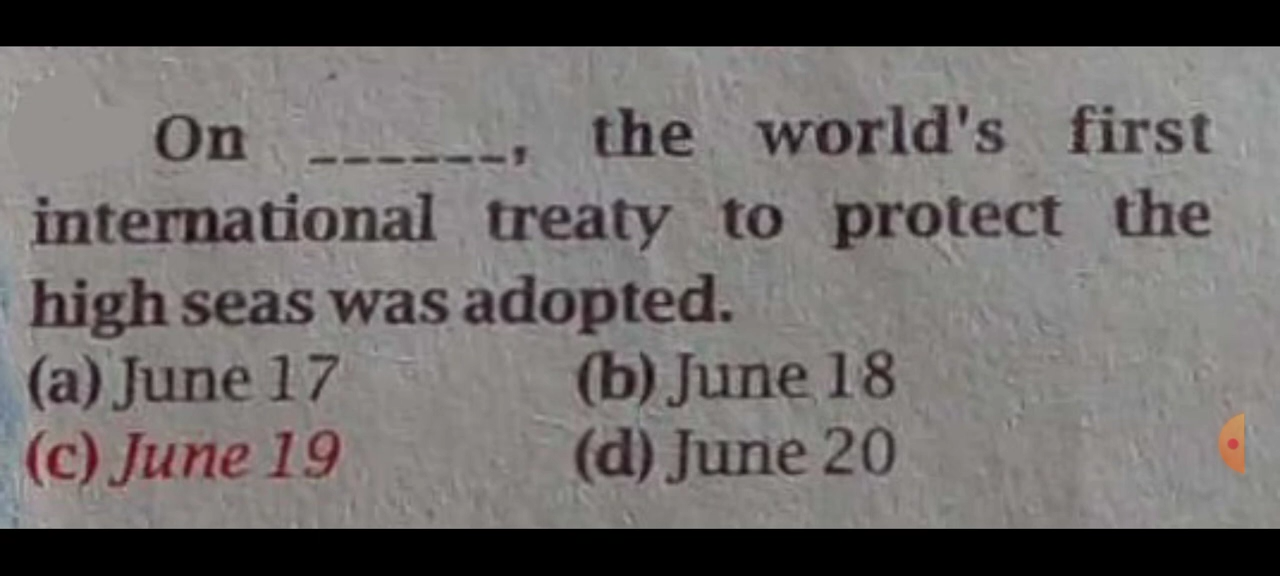 On ______, the world's first
international treaty to protect the
high seas was adopted.
(a) June 17 (b) June 18
(c) June 19 (d) June 20